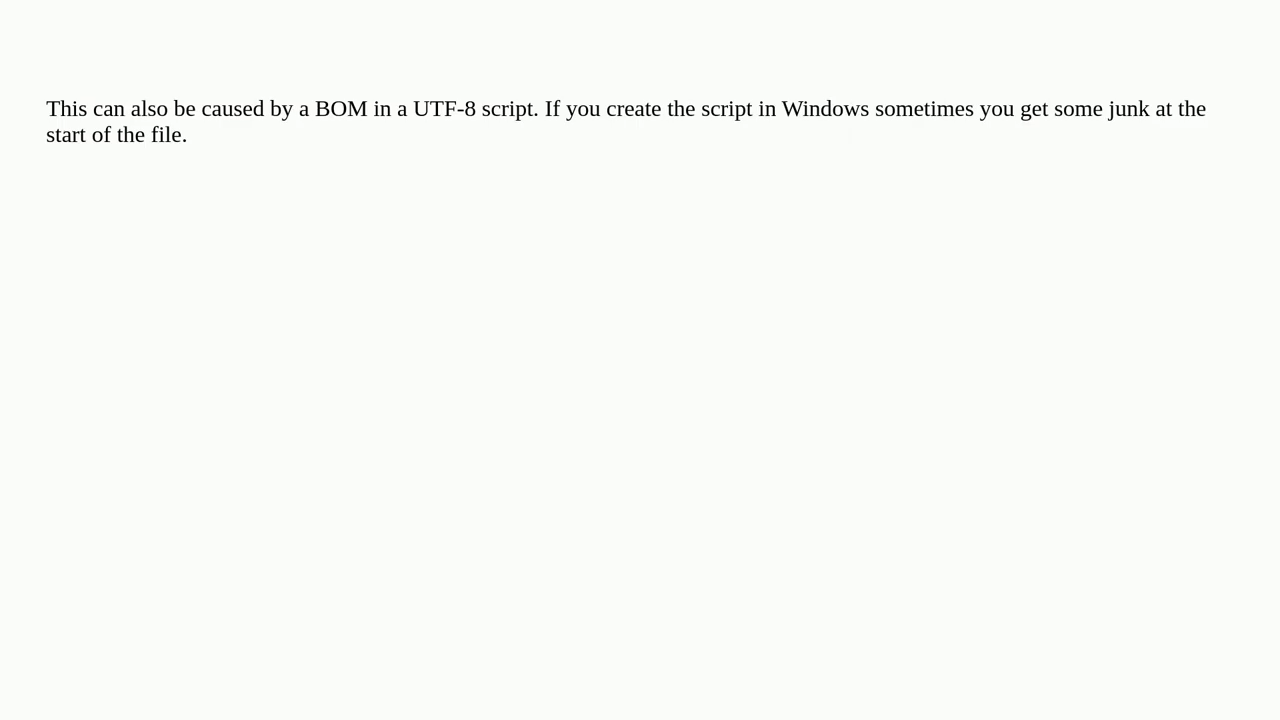 This can also be caused by a BOM in a UTF-8 script. If you create the script in Windows sometimes you get some junk at the
start of the file.